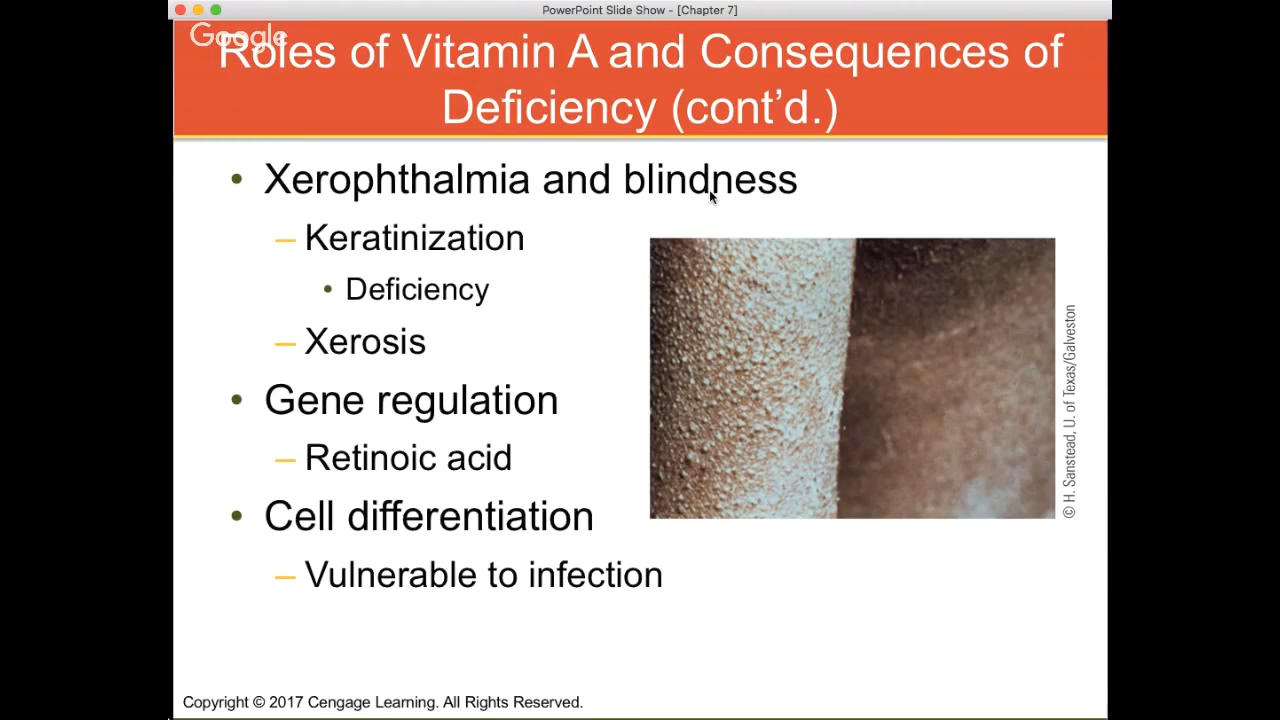 PowerPoint Slide Show - [Chapter 7]
Google
Roles of Vitamin A and Consequences of
Deficiency (cont’d.)
• Xerophthalmia and blindness
– Keratinization
• Deficiency
– Xerosis
• Gene regulation
– Retinoic acid
• Cell differentiation
– Vulnerable to infection
© H. Sanstead, U. of Texas/Galveston
Copyright © 2017 Cengage Learning. All Rights Reserved.